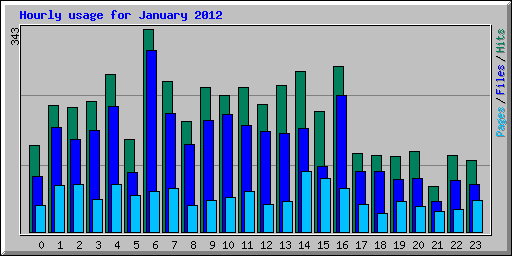 Hourly usage for January 2012
343
Pages/Files/Hits
0 1 2 3 4 5 6 7 8 9 10 11 12 13 14 15 16 17 18 19 20 21 22 23